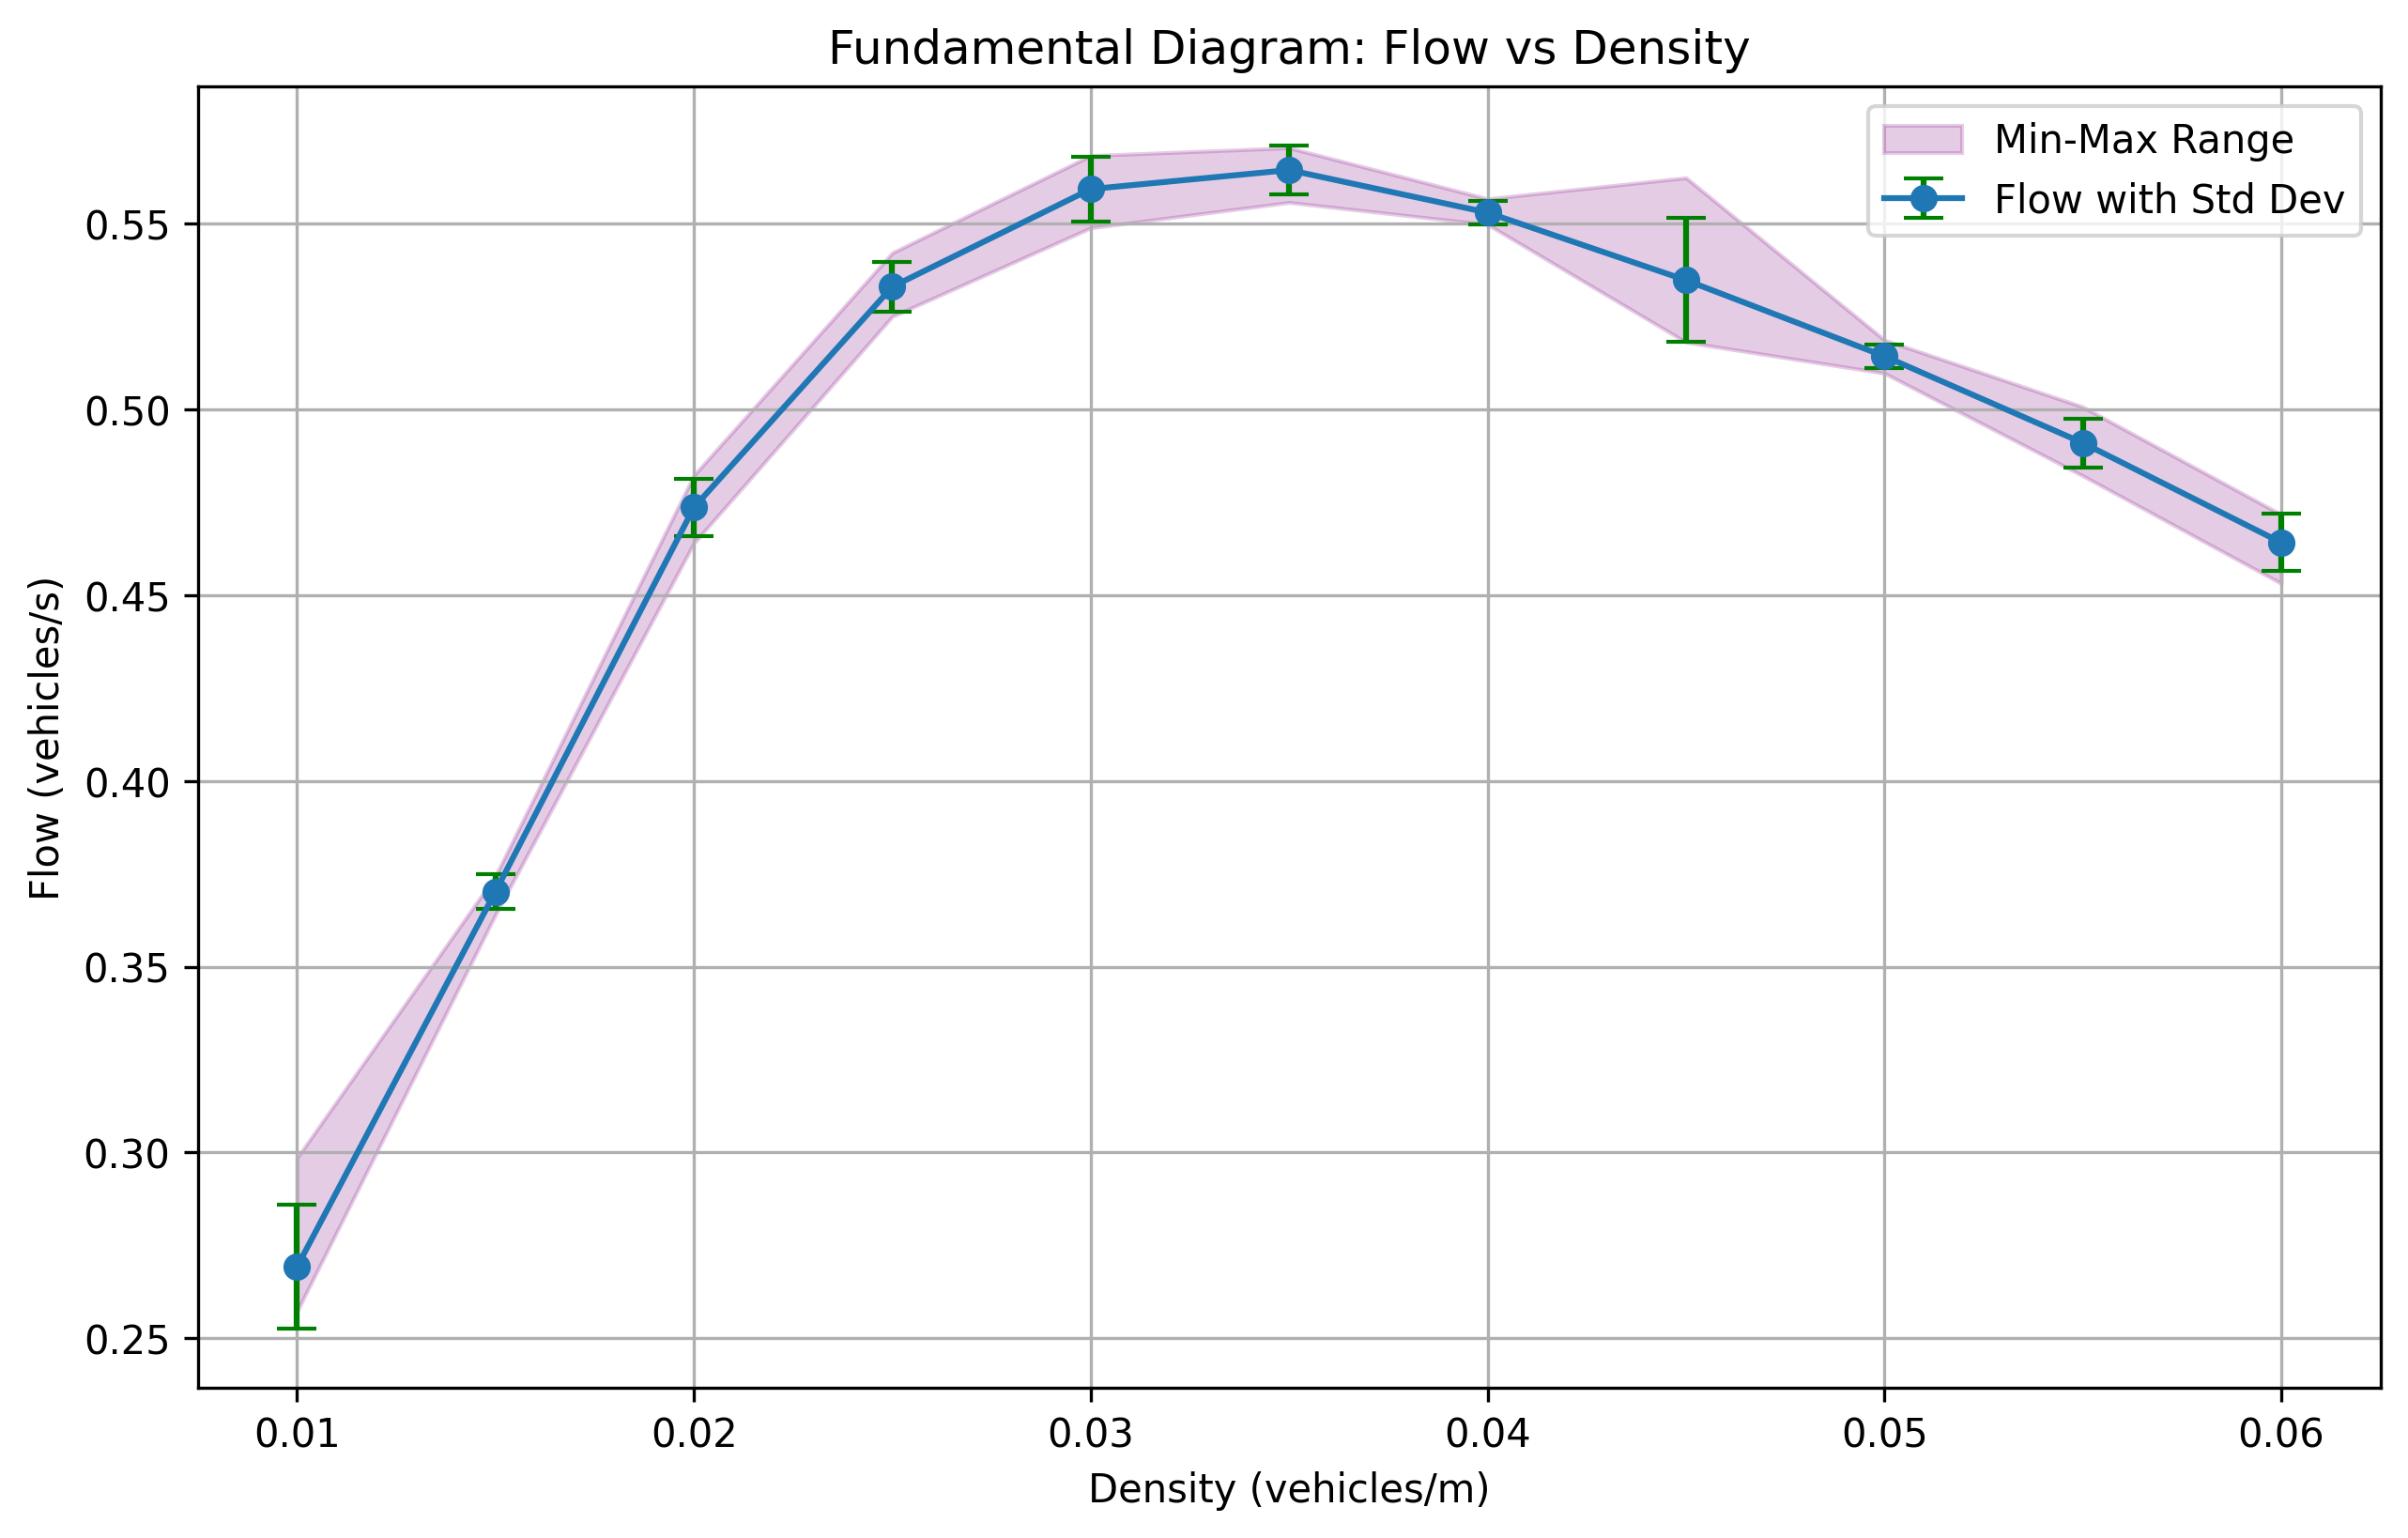 Fundamental Diagram: Flow vs Density
Min-Max Range
Flow with Std Dev
Flow (vehicles/s)
0.55
0.50
0.45
0.40
0.35
0.30
0.25
0.01 0.02 0.03 0.04 0.05 0.06
Density (vehicles/m)